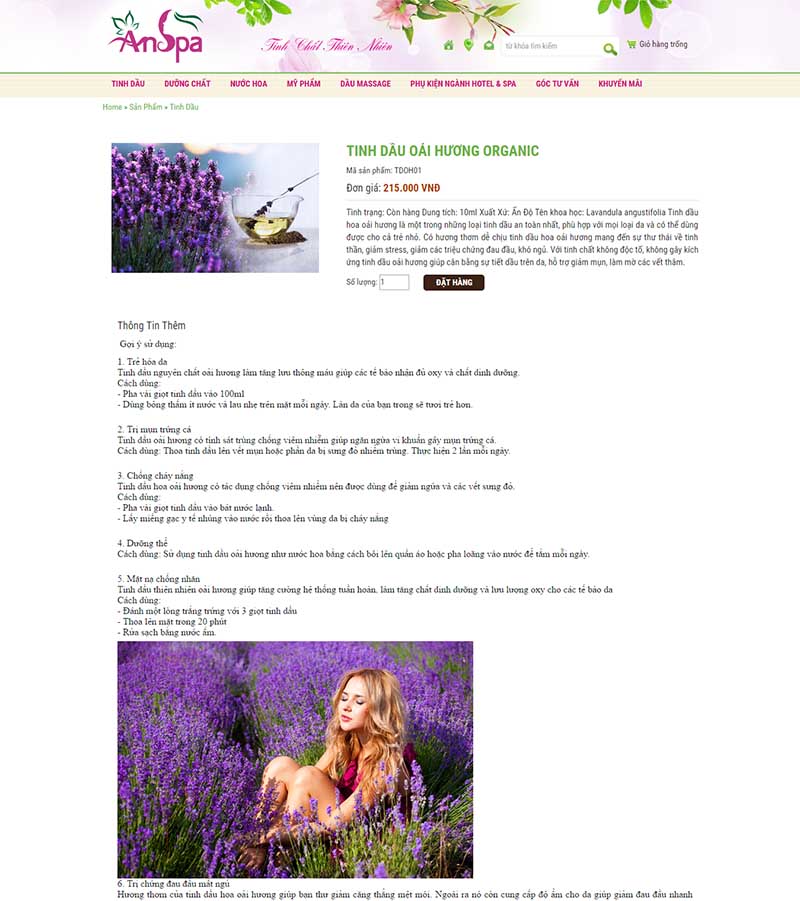 AnSpa
Tinh Chất Thiên Nhiên
từ khóa tìm kiếm
Giỏ hàng trống
TINH DẦU
DƯỠNG CHẤT
NƯỚC HOA
MỸ PHẨM
DẦU MASSAGE
PHỤ KIỆN NGÀNH HOTEL & SPA
GÓC TƯ VẤN
KHUYẾN MÃI
Home » Sản Phẩm » Tinh Dầu
TINH DẦU OẢI HƯƠNG ORGANIC
Mã sản phẩm: TDOH01
Đơn giá: 215.000 VNĐ
Tình trạng: Còn hàng Dung tích: 10ml Xuất Xứ: Ấn Độ Tên khoa học: Lavandula angustifolia Tinh dầu
hoa oải hương là một trong những loại tinh dầu an toàn nhất, phù hợp với mọi loại da và có thể dùng
được cho cả trẻ nhỏ. Có hương thơm dễ chịu tinh dầu hoa oải hương mang đến sự thư thái về tinh
thần, giảm stress, giảm các triệu chứng đau đầu, khó ngủ. Với tính chất không độc tố, không gây kích
ứng tinh dầu oải hương giúp cân bằng sự tiết dầu trên da, hỗ trợ giảm mụn, làm mờ các vết thâm.
Số lượng: 1
ĐẶT HÀNG
Thông Tin Thêm
Gợi ý sử dụng:
1. Trẻ hóa da
Tinh dầu nguyên chất oải hương làm tăng lưu thông máu giúp các tế bào nhận đủ oxy và chất dinh dưỡng.
Cách dùng:
- Pha vài giọt tinh dầu vào 100ml
- Dùng bông thấm ít nước và lau nhẹ trên mặt mỗi ngày. Làn da của bạn trong sẽ tươi trẻ hơn.
2. Trị mụn trứng cá
Tinh dầu oải hương có tính sát trùng chống viêm nhiễm giúp ngăn ngừa vi khuẩn gây mụn trứng cá.
Cách dùng: Thoa tinh dầu lên vết mụn hoặc phần da bị sưng đỏ nhiễm trùng. Thực hiện 2 lần mỗi ngày.
3. Chống cháy nắng
Tinh dầu hoa oải hương có tác dụng chống viêm nhiễm nên được dùng để giảm ngứa và các vết sưng đỏ.
Cách dùng:
- Pha vài giọt tinh dầu vào bát nước lạnh.
- Lấy miếng gạc y tế nhúng vào nước rồi thoa lên vùng da bị cháy nắng
4. Dưỡng thể
Cách dùng: Sử dụng tinh dầu oải hương như nước hoa bằng cách bôi lên quần áo hoặc pha loãng vào nước để tắm mỗi ngày.
5. Mặt nạ chống nhăn
Tinh dầu thiên nhiên oải hương giúp tăng cường hệ thống tuần hoàn, làm tăng chất dinh dưỡng và lưu lượng oxy cho các tế bào da
Cách dùng:
- Đánh một lòng trắng trứng với 3 giọt tinh dầu
- Thoa lên mặt trong 20 phút
- Rửa sạch bằng nước ấm.
6. Trị chứng đau đầu mất ngủ
Hương thơm của tinh dầu hoa oải hương giúp bạn thư giãm căng thẳng mệt mỏi. Ngoài ra nó còn cung cấp độ ẩm cho da giúp giảm đau đầu nhanh